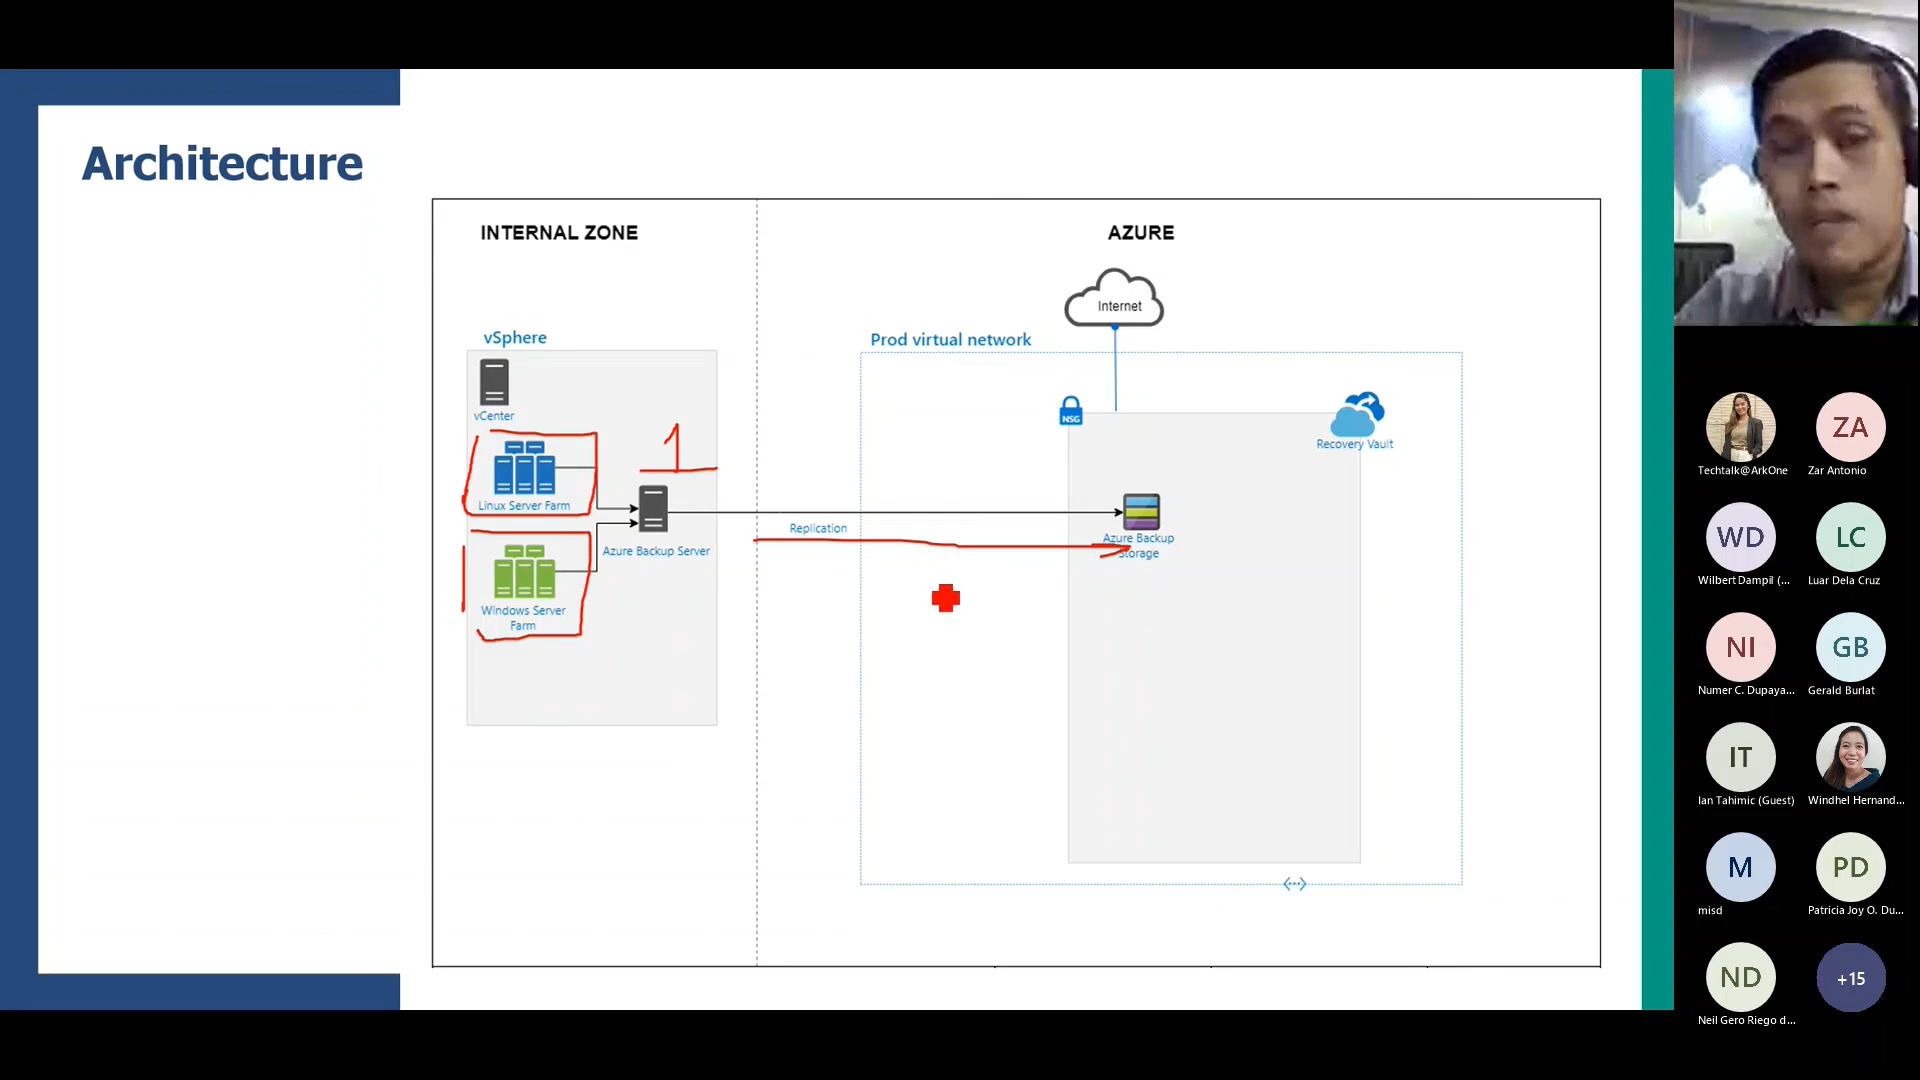 Architecture
INTERNAL ZONE
AZURE
Internet
vSphere
Prod virtual network
vCenter
NSG
Recovery Vault
1
Linux Server Farm
Replication
Azure Backup Server
Azure Backup
Storage
Windows Server
Farm
Techtalk@ArkOne
ZA
Zar Antonio
WD
Wilbert Dampil (...
LC
Luar Dela Cruz
NI
Numer C. Dupaya...
GB
Gerald Burlat
IT
Ian Tahimic (Guest)
Windhel Hernand...
M
misd
PD
Patricia Joy O. Du...
ND
Neil Gero Riego d...
+15